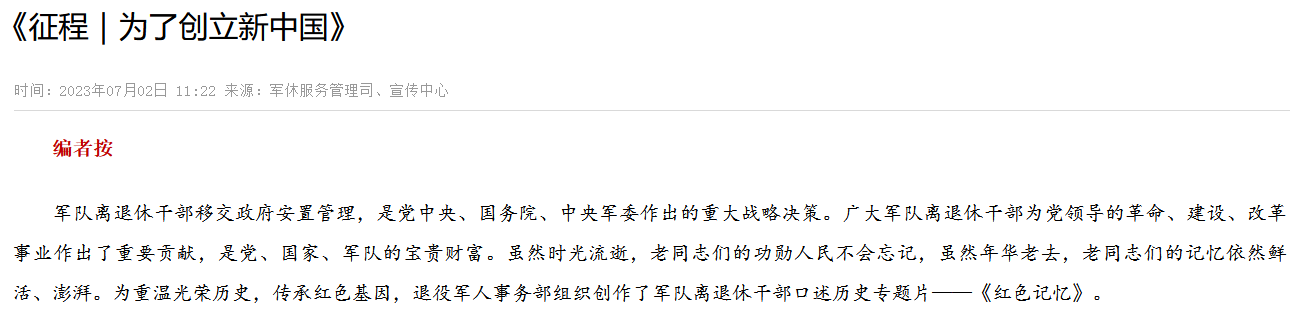 《征程 | 为了创立新中国》
时间：2023年07月02日 11:22 来源：军休服务管理司、宣传中心
编者按
军队离退休干部移交政府安置管理，是党中央、国务院、中央军委作出的重大战略决策。广大军队离退休干部为党领导的革命、建设、改革
事业作出了重要贡献，是党、国家、军队的宝贵财富。虽然时光流逝，老同志们的功勋人民不会忘记，虽然年华老去，老同志们的记忆依然鲜
活、澎湃。为重温光荣历史，传承红色基因，退役军人事务部组织创作了军队离退休干部口述历史专题片——《红色记忆》。